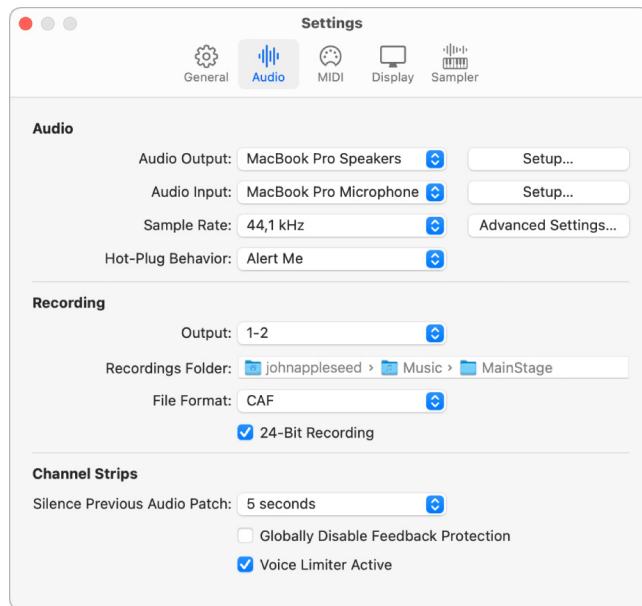 Settings
General Audio MIDI Display Sampler
Audio
Audio Output: MacBook Pro Speakers Setup...
Audio Input: MacBook Pro Microphone Setup...
Sample Rate: 44,1 kHz Advanced Settings...
Hot-Plug Behavior: Alert Me
Recording
Output: 1-2
Recordings Folder: johnappleseed › Music › MainStage
File Format: CAF
24-Bit Recording
Channel Strips
Silence Previous Audio Patch: 5 seconds
Globally Disable Feedback Protection
Voice Limiter Active